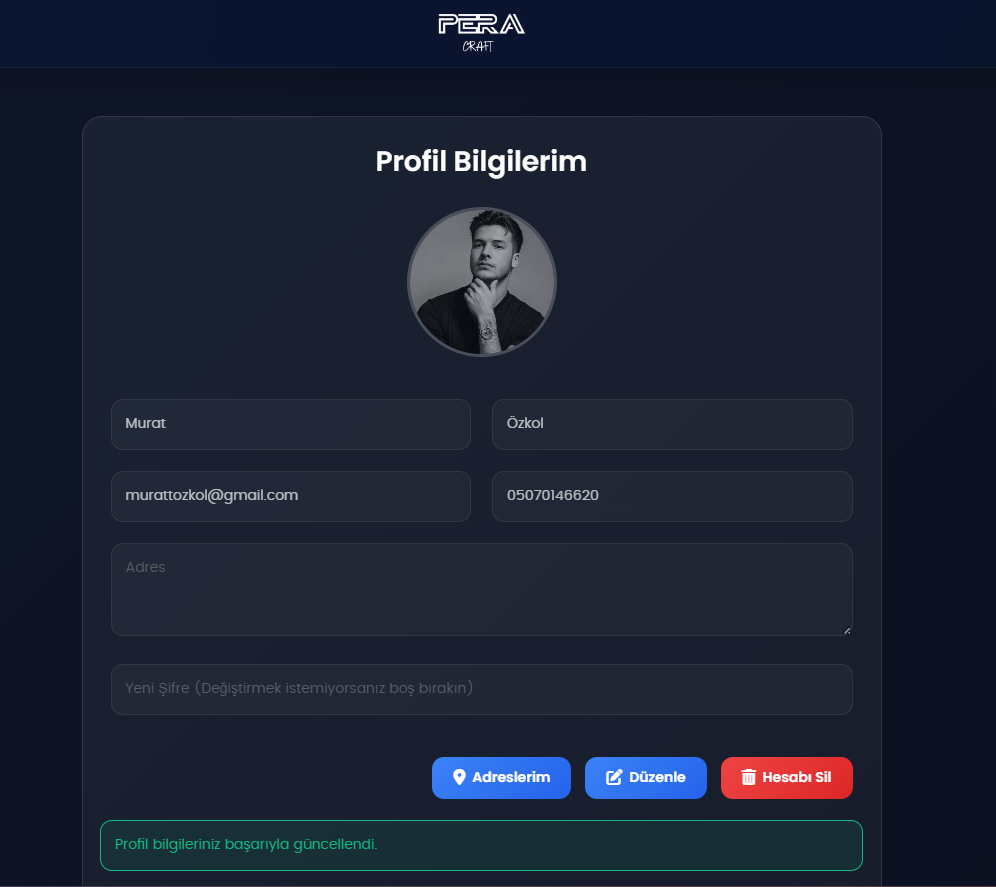 PERA
CRAFT
Profil Bilgilerim
Murat
Özkol
murattozkol@gmail.com
05070146620
Adres
Yeni Şifre (Değiştirmek istemiyorsanız boş bırakın)
Adreslerim
Düzenle
Hesabı Sil
Profil bilgileriniz başarıyla güncellendi.